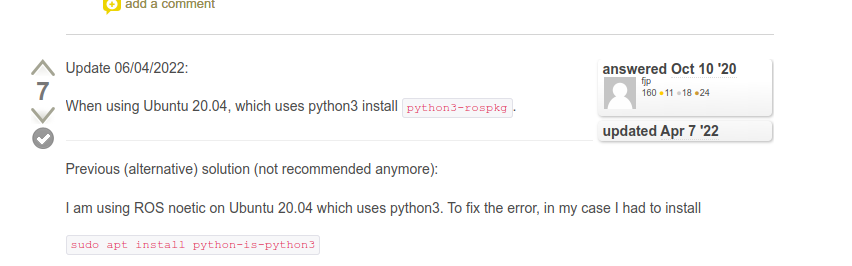 add a comment
7
Update 06/04/2022:
When using Ubuntu 20.04, which uses python3 install python3-rospkg .
answered Oct 10 '20
fjp
160 ●11 ●18 ●24
updated Apr 7 '22
Previous (alternative) solution (not recommended anymore):
I am using ROS noetic on Ubuntu 20.04 which uses python3. To fix the error, in my case I had to install
sudo apt install python-is-python3